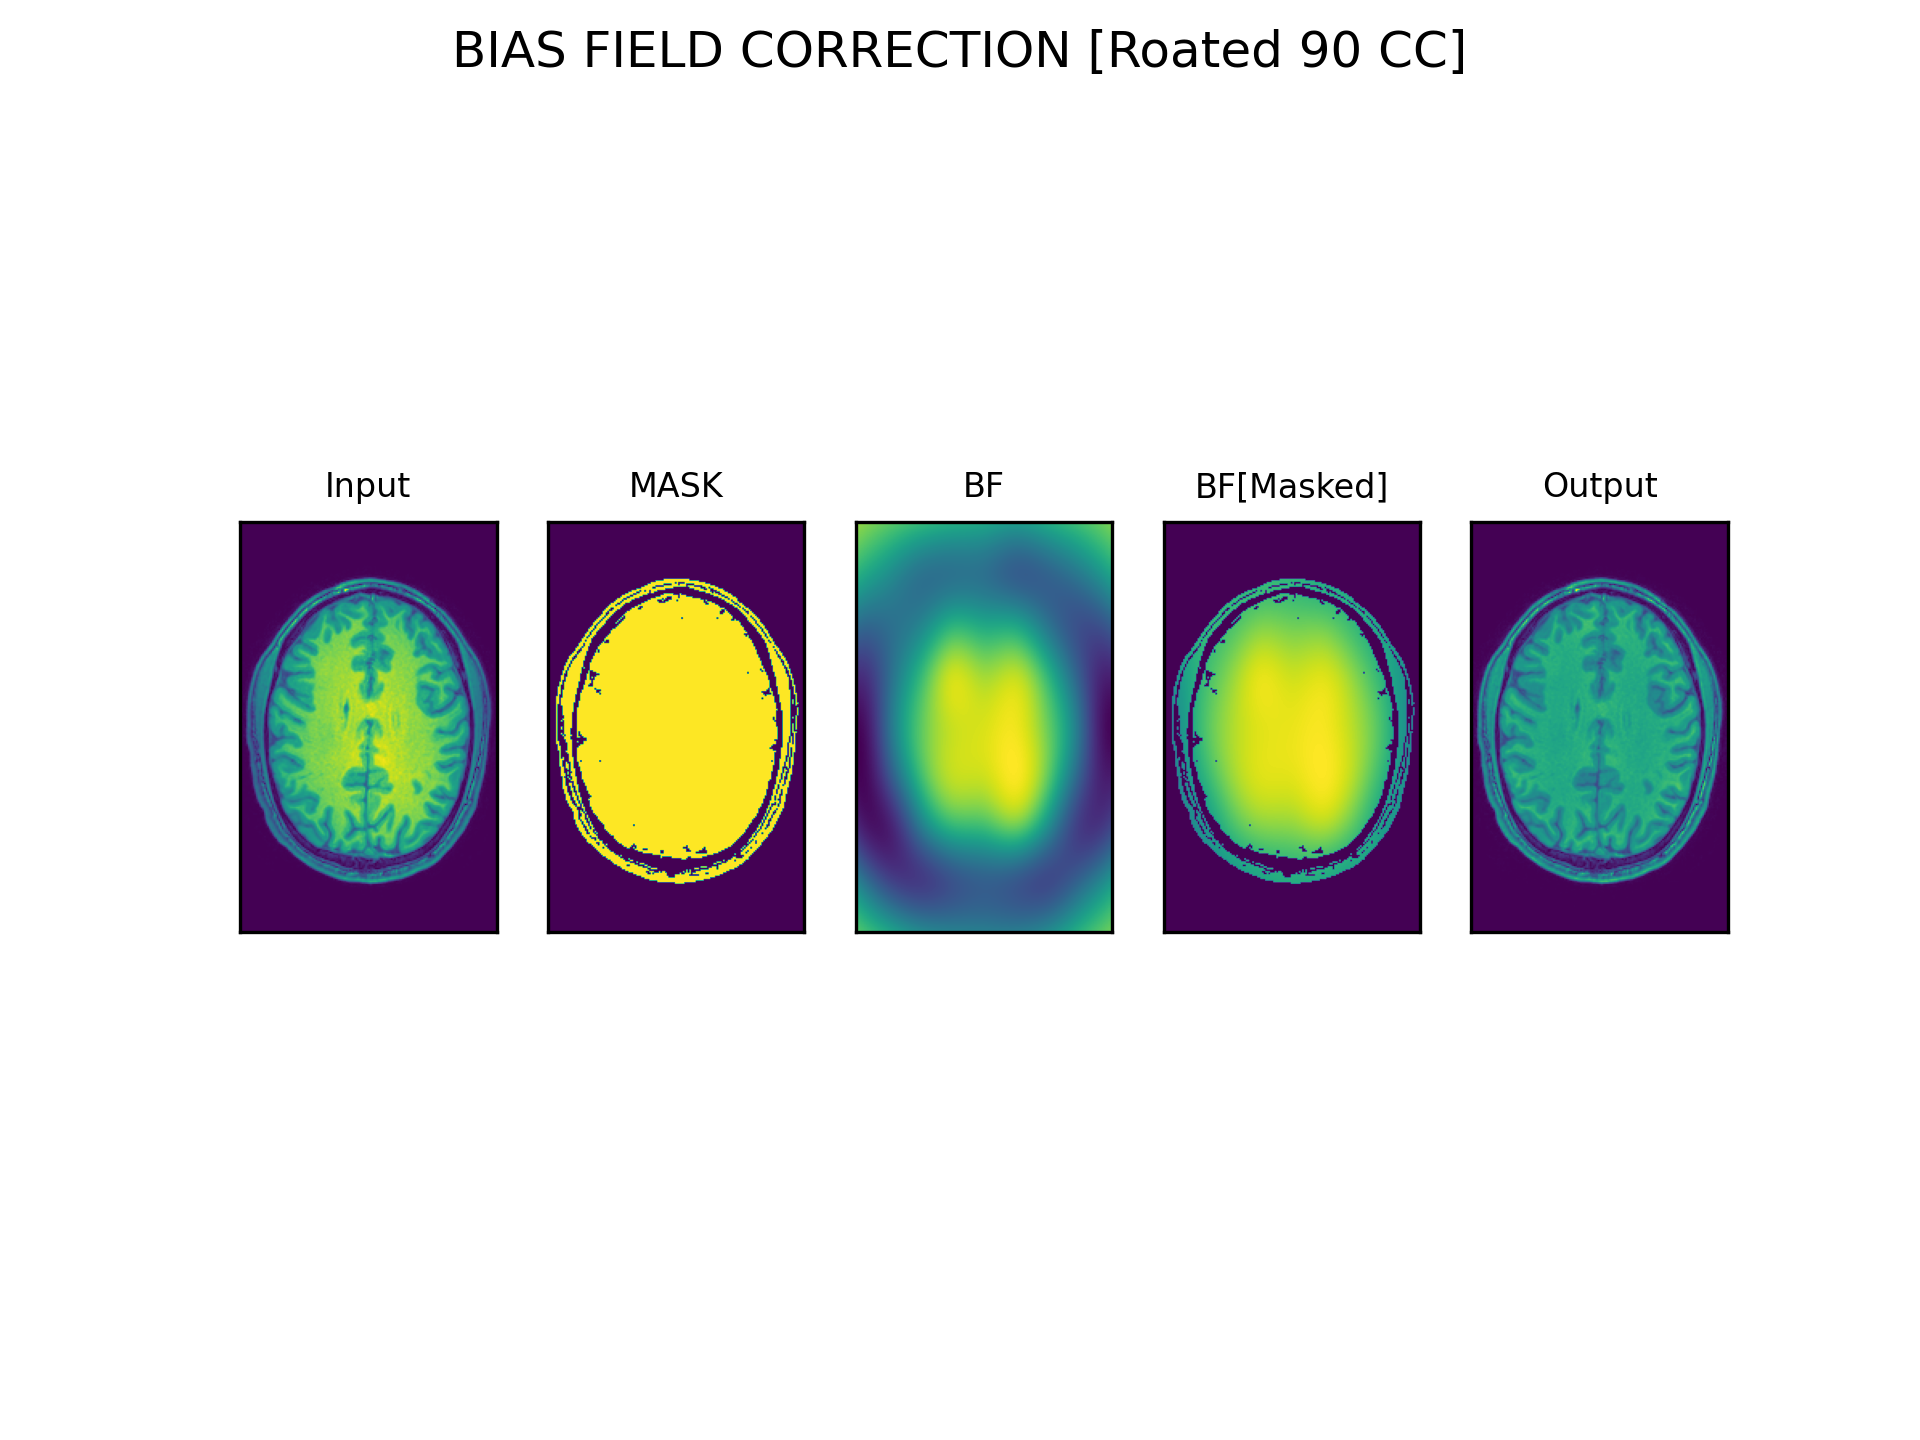 BIAS FIELD CORRECTION [Roated 90 CC]
Input
MASK
BF
BF[Masked]
Output